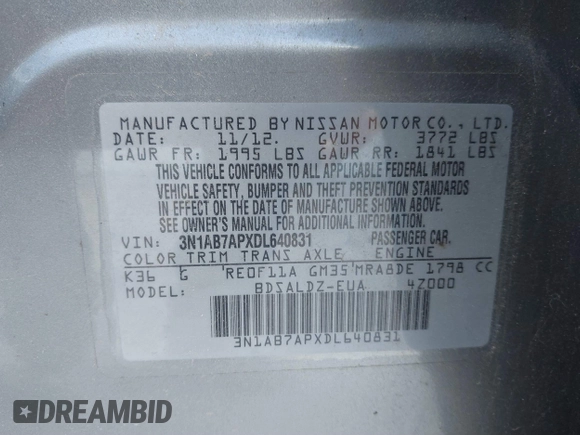 MANUFACTURED BY NISSAN MOTOR CO., LTD.
DATE: 11/12. GVWR: 3772 LBS
GAWR FR: 1995 LBS GAWR RR: 1841 LBS
THIS VEHICLE CONFORMS TO ALL APPLICABLE FEDERAL MOTOR
VEHICLE SAFETY, BUMPER AND THEFT PREVENTION STANDARDS
IN EFFECT ON THE DATE OF MANUFACTURE SHOWN ABOVE.
SEE OWNER'S MANUAL FOR ADDITIONAL INFORMATION.
VIN: 3N1AB7APXDL640831 PASSENGER CAR.
COLOR TRIM TRANS AXLE ENGINE
K36 G RE0F11A GM35 MRA8DE 1798 CC
MODEL: BDSALDZ-EUA 4Z000
3N1AB7APXDL640831
DREAMBID